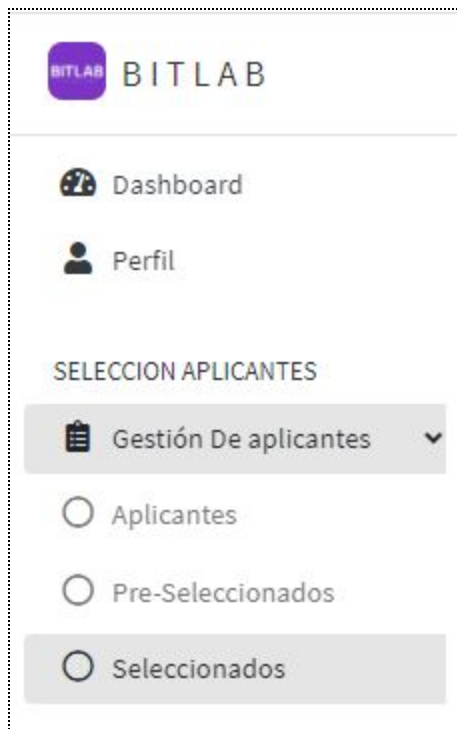 BITLAB BITLAB
Dashboard
Perfil
SELECCION APLICANTES
Gestión De aplicantes
Aplicantes
Pre-Seleccionados
Seleccionados